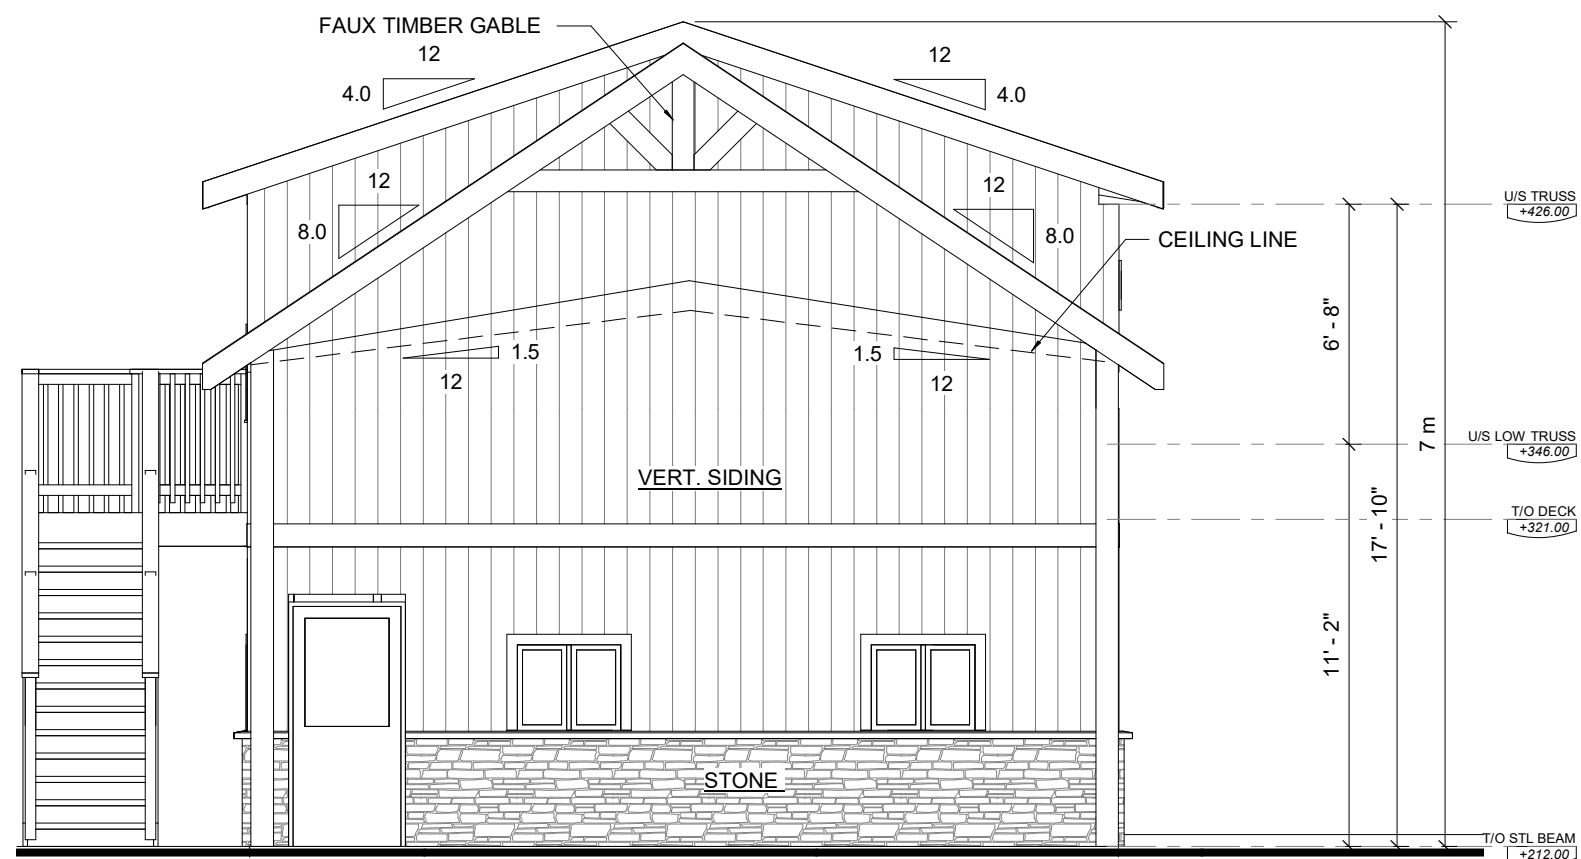 FAUX TIMBER GABLE
12
4.0
12
4.0
12
8.0
12
8.0
CEILING LINE
1.5
12
1.5
12
VERT. SIDING
STONE
U/S TRUSS
+426.00
6' - 8"
7 m
U/S LOW TRUSS
+346.00
17' - 10"
T/O DECK
+321.00
11' - 2"
T/O STL BEAM
+212.00